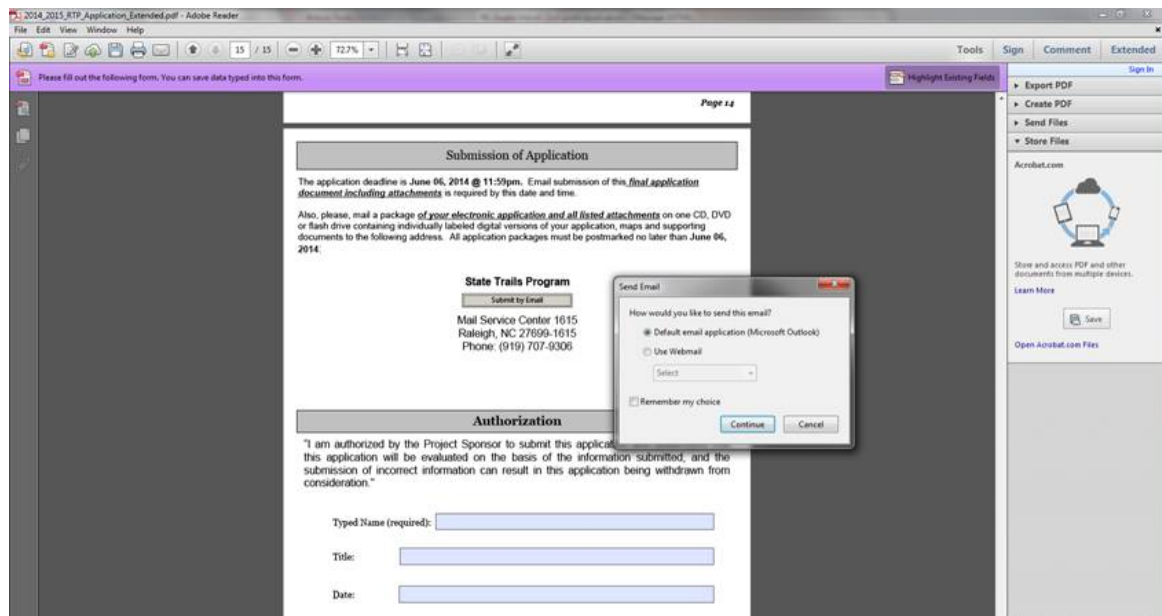 2014_2015_RTP_Application_Extended.pdf - Adobe Reader
File Edit View Window Help
15 / 15 72.7% Tools Sign Comment Extended
Please fill out the following form. You can save data typed into this form. Highlight Existing Fields
Sign In
Export PDF
Create PDF
Send Files
Store Files
Acrobat.com
Store and access PDF and other
documents from multiple devices.
Learn More
Save
Open Acrobat.com Files
Page 14
Submission of Application
The application deadline is June 06, 2014 @ 11:59pm. Email submission of this final application
document including attachments is required by this date and time.
Also, please, mail a package of your electronic application and all listed attachments on one CD, DVD
or flash drive containing individually labeled digital versions of your application, maps and supporting
documents to the following address. All application packages must be postmarked no later than June 06,
2014:
State Trails Program
Submit by Email
Mail Service Center 1615
Raleigh, NC 27699-1615
Phone: (919) 707-9306
Send Email
How would you like to send this email?
Default email application (Microsoft Outlook)
Use Webmail
Select
Remember my choice
Continue Cancel
Authorization
"I am authorized by the Project Sponsor to submit this applica
this application will be evaluated on the basis of the information submitted, and the
submission of incorrect information can result in this application being withdrawn from
consideration."
Typed Name (required):
Title:
Date: